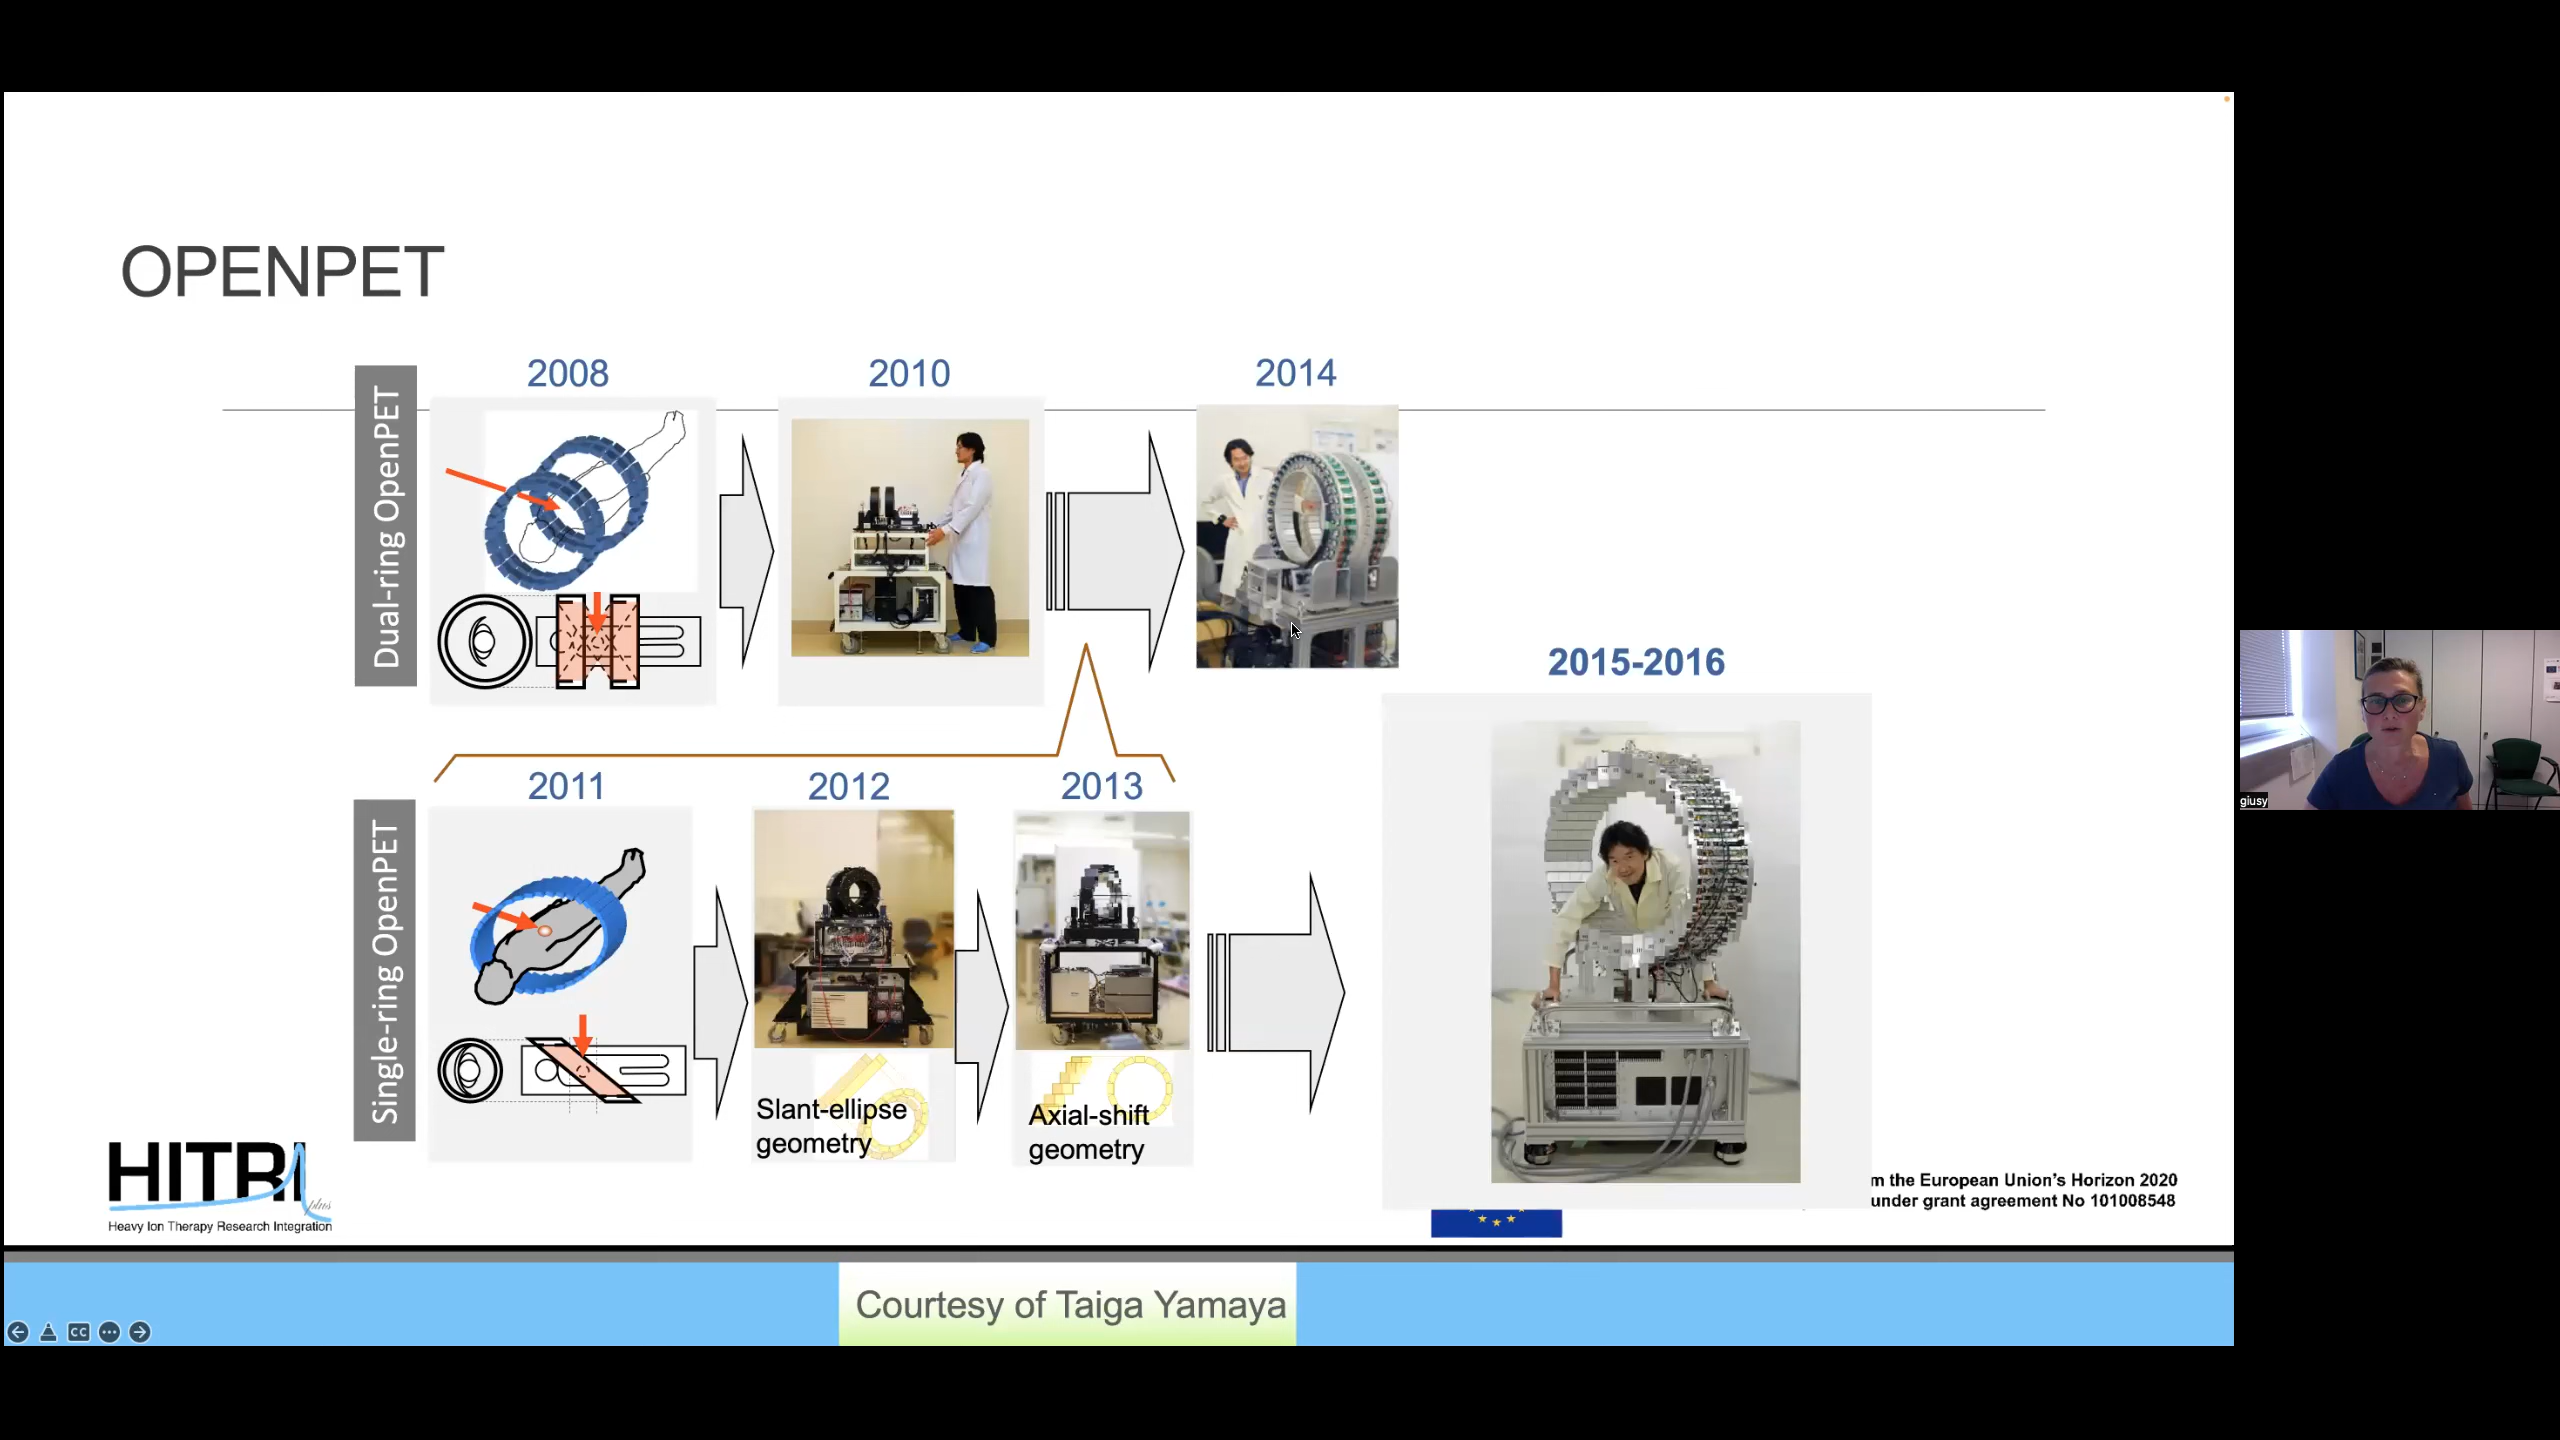 OPENPET
Dual-ring OpenPET
2008
2010
2014
2015-2016
Single-ring OpenPET
2011
2012
2013
Slant-ellipse
geometry
Axial-shift
geometry
HITRI
plus
Heavy Ion Therapy Research Integration
m the European Union's Horizon 2020
under grant agreement No 101008548
Courtesy of Taiga Yamaya
CC
giusy